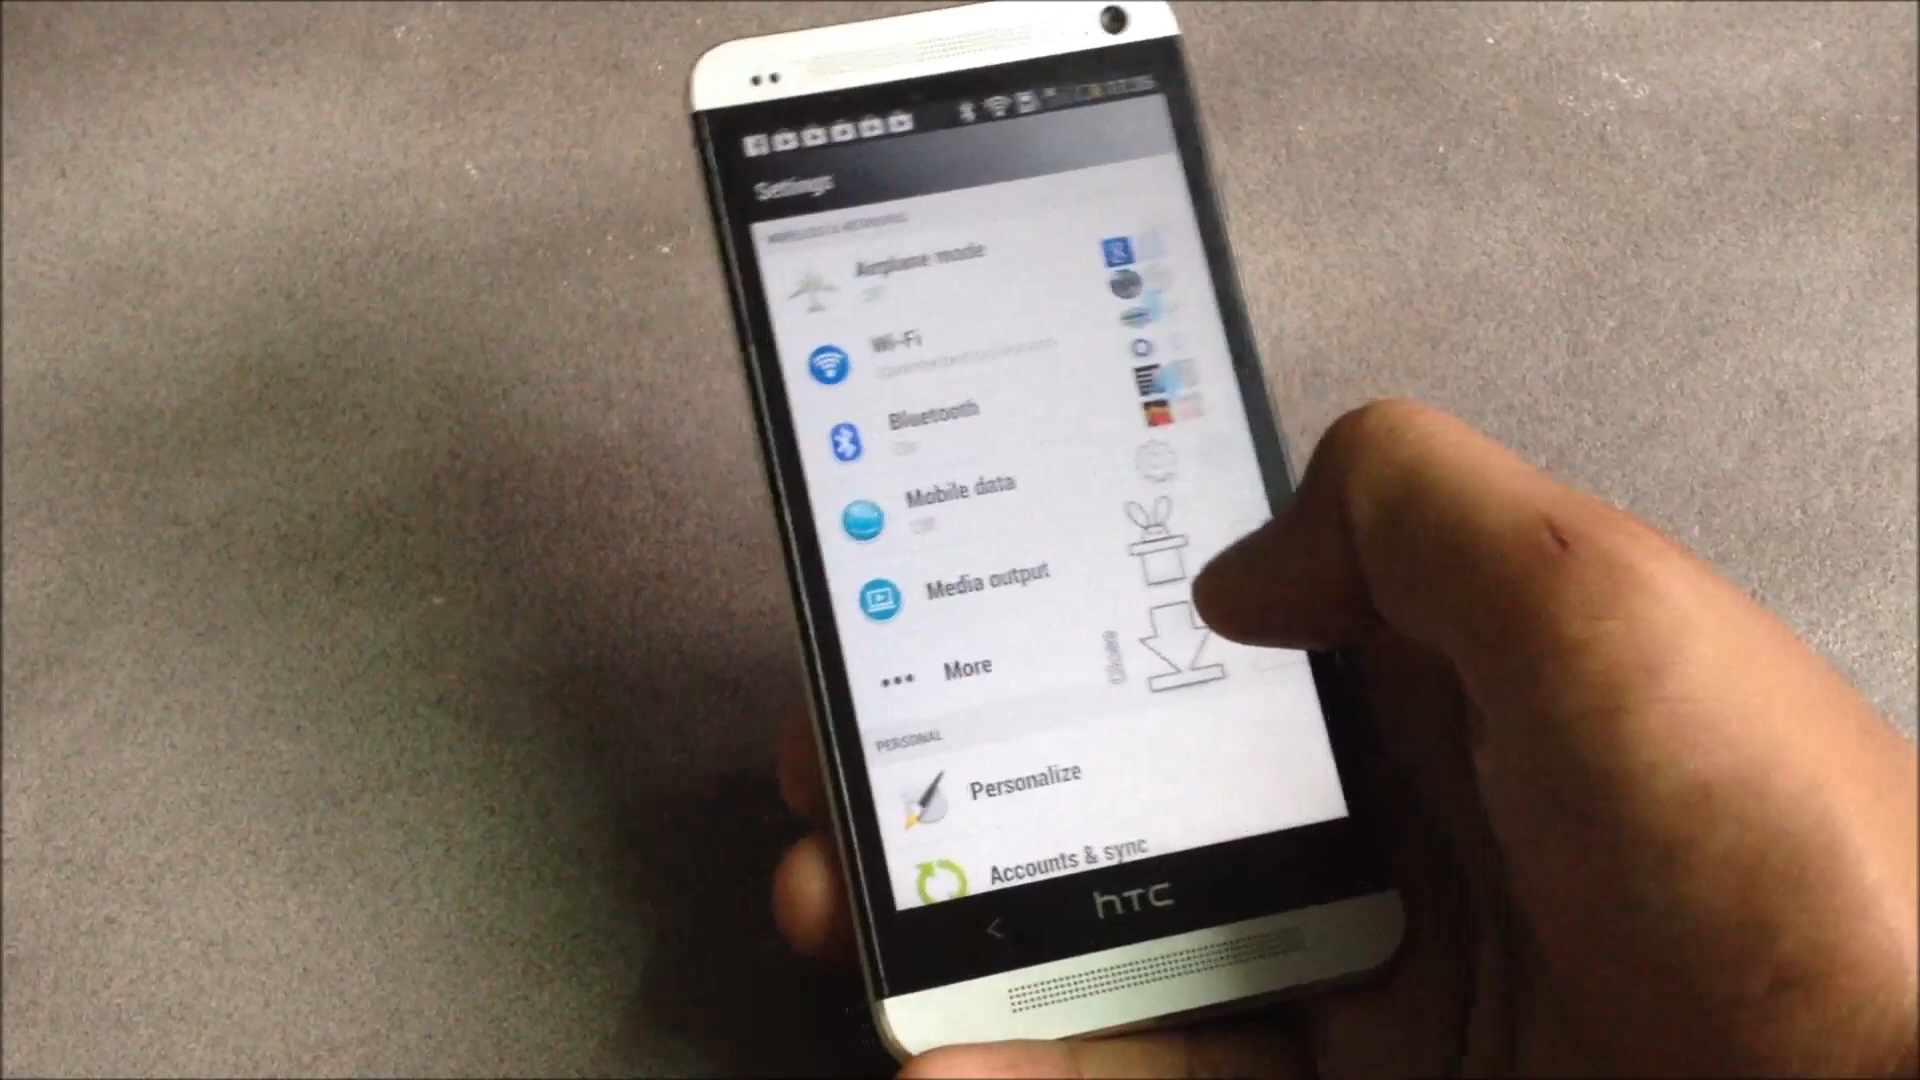 Settings
WIRELESS & NETWORKS
Airplane mode
Off
Wi-Fi
Bluetooth
On
Mobile data
Off
Media output
More
PERSONAL
Personalize
Accounts & sync
hTC